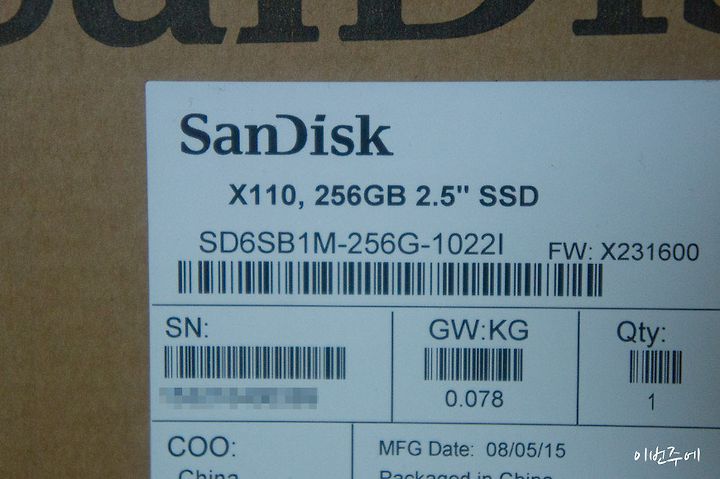 SanDisk
SanDisk
X110, 256GB 2.5" SSD
SD6SB1M-256G-1022I
FW: X231600
SN:
GW:KG
0.078
Qty:
1
COO:
China
MFG Date: 08/05/15
Packaged in China
이번주에